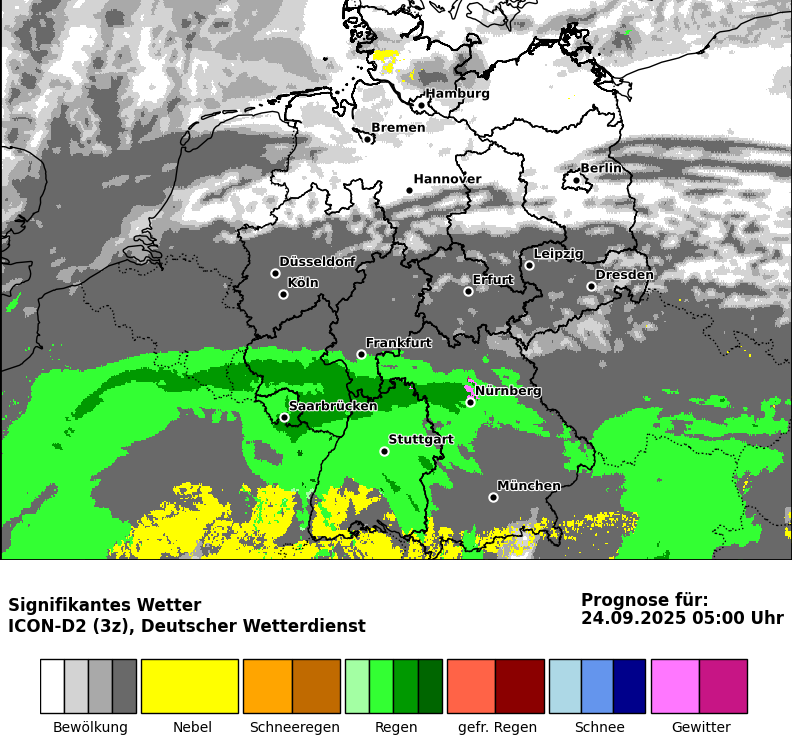 Hamburg
Bremen
Berlin
Hannover
Leipzig
Düsseldorf
Dresden
Köln
Erfurt
Frankfurt
Nürnberg
Saarbrücken
Stuttgart
München
Signifikantes Wetter
ICON-D2 (3z), Deutscher Wetterdienst
Prognose für:
24.09.2025 05:00 Uhr
Bewölkung
Nebel
Schneeregen
Regen
gefr. Regen
Schnee
Gewitter